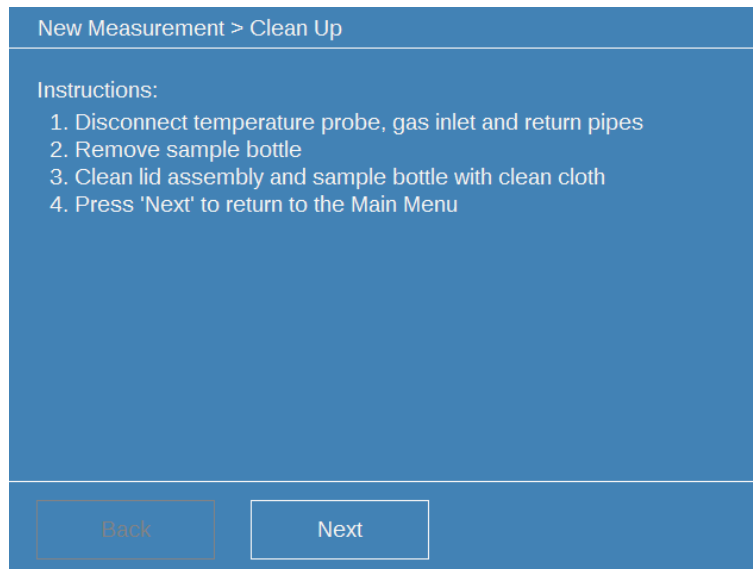 New Measurement > Clean Up
Instructions:
1. Disconnect temperature probe, gas inlet and return pipes
2. Remove sample bottle
3. Clean lid assembly and sample bottle with clean cloth
4. Press 'Next' to return to the Main Menu
Back
Next